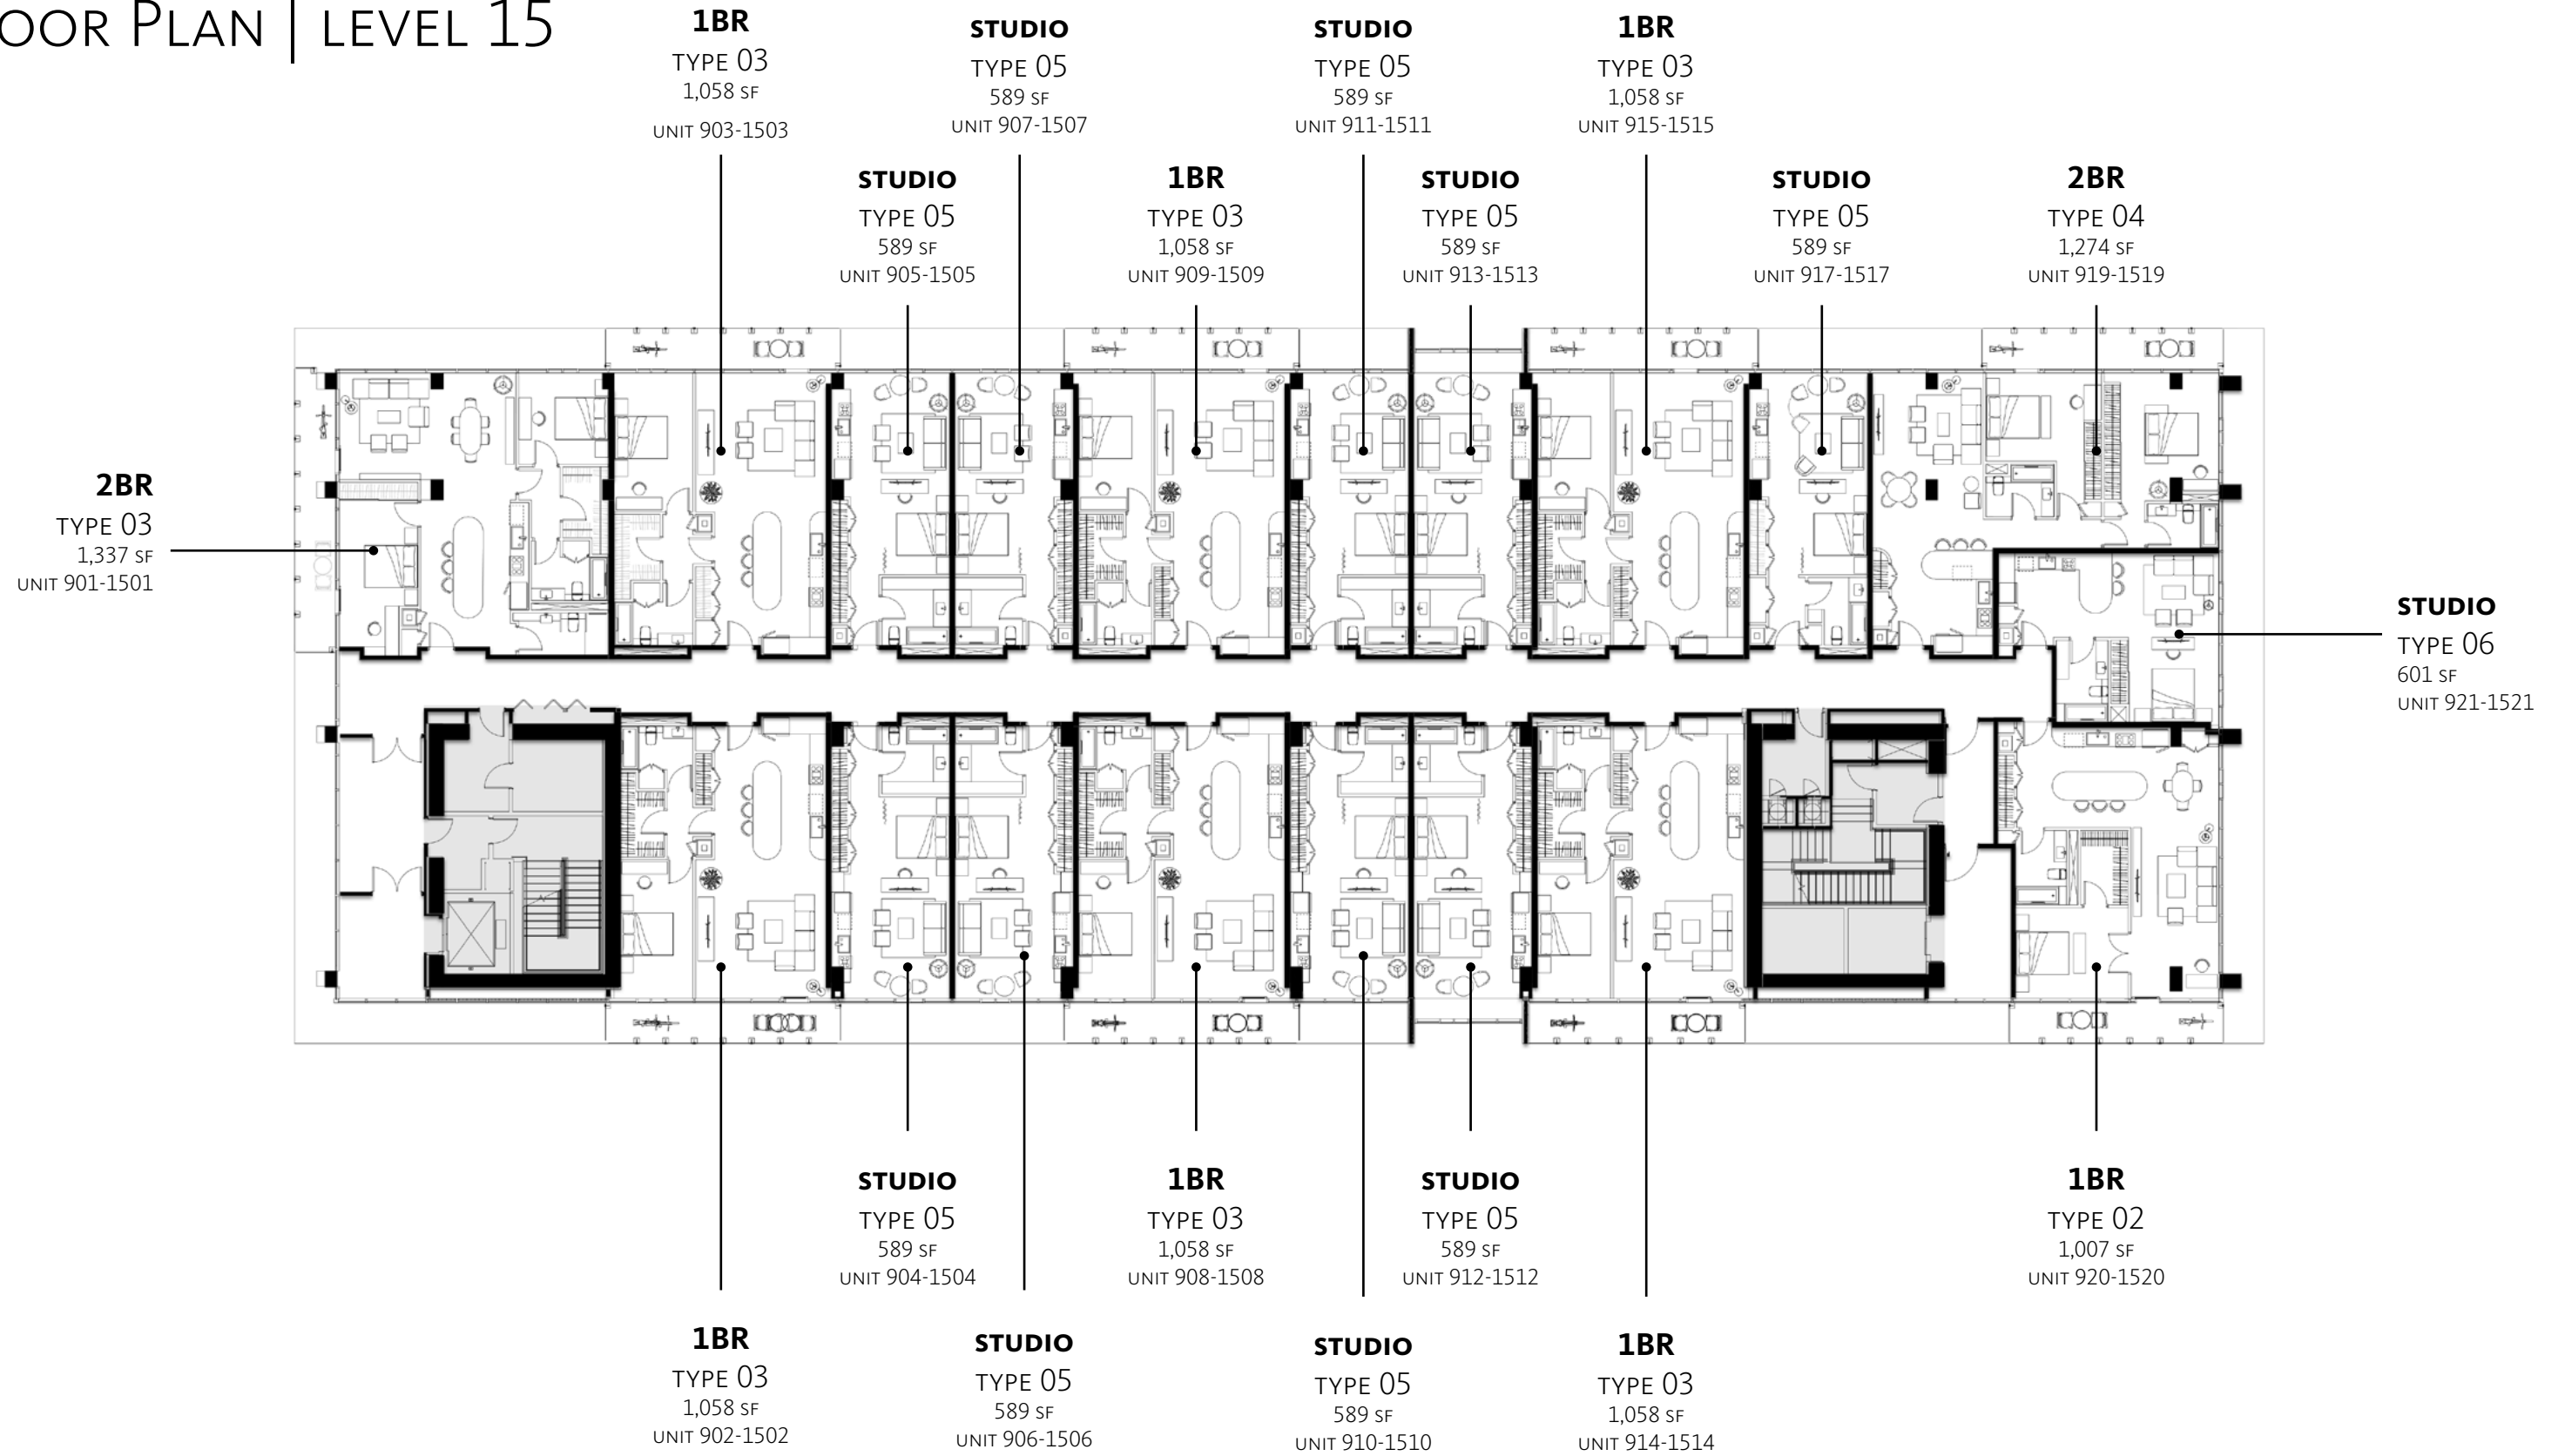 OOR PLAN | LEVEL 15
1BR
TYPE 03
1,058 SF
UNIT 903-1503
STUDIO
TYPE 05
589 SF
UNIT 907-1507
STUDIO
TYPE 05
589 SF
UNIT 911-1511
1BR
TYPE 03
1,058 SF
UNIT 915-1515
STUDIO
TYPE 05
589 SF
UNIT 905-1505
1BR
TYPE 03
1,058 SF
UNIT 909-1509
STUDIO
TYPE 05
589 SF
UNIT 913-1513
STUDIO
TYPE 05
589 SF
UNIT 917-1517
2BR
TYPE 04
1,274 SF
UNIT 919-1519
2BR
TYPE 03
1,337 SF
UNIT 901-1501
STUDIO
TYPE 06
601 SF
UNIT 921-1521
STUDIO
TYPE 05
589 SF
UNIT 904-1504
1BR
TYPE 03
1,058 SF
UNIT 908-1508
STUDIO
TYPE 05
589 SF
UNIT 912-1512
1BR
TYPE 02
1,007 SF
UNIT 920-1520
1BR
TYPE 03
1,058 SF
UNIT 902-1502
STUDIO
TYPE 05
589 SF
UNIT 906-1506
STUDIO
TYPE 05
589 SF
UNIT 910-1510
1BR
TYPE 03
1,058 SF
UNIT 914-1514